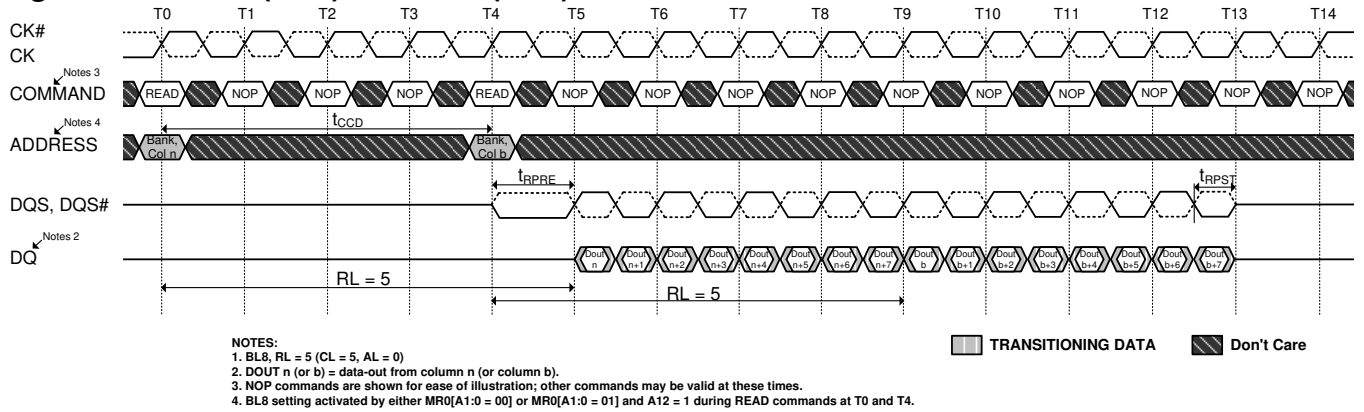 T0 T1 T2 T3 T4 T5 T6 T7 T8 T9 T10 T11 T12 T13 T14
CK#
CK
Notes 3
COMMAND READ NOP NOP NOP READ NOP NOP NOP NOP NOP NOP NOP NOP NOP NOP
tCCD
Notes 4
ADDRESS Bank, Col n Bank, Col b
tRPRE tRPST
DQS, DQS#
Notes 2
DQ Dout n Dout n+1 Dout n+2 Dout n+3 Dout n+4 Dout n+5 Dout n+6 Dout n+7 Dout b Dout b+1 Dout b+2 Dout b+3 Dout b+4 Dout b+5 Dout b+6 Dout b+7
RL = 5
RL = 5
NOTES:
1. BL8, RL = 5 (CL = 5, AL = 0)
2. DOUT n (or b) = data-out from column n (or column b).
3. NOP commands are shown for ease of illustration; other commands may be valid at these times.
4. BL8 setting activated by either MR0[A1:0 = 00] or MR0[A1:0 = 01] and A12 = 1 during READ commands at T0 and T4.
TRANSITIONING DATA Don't Care